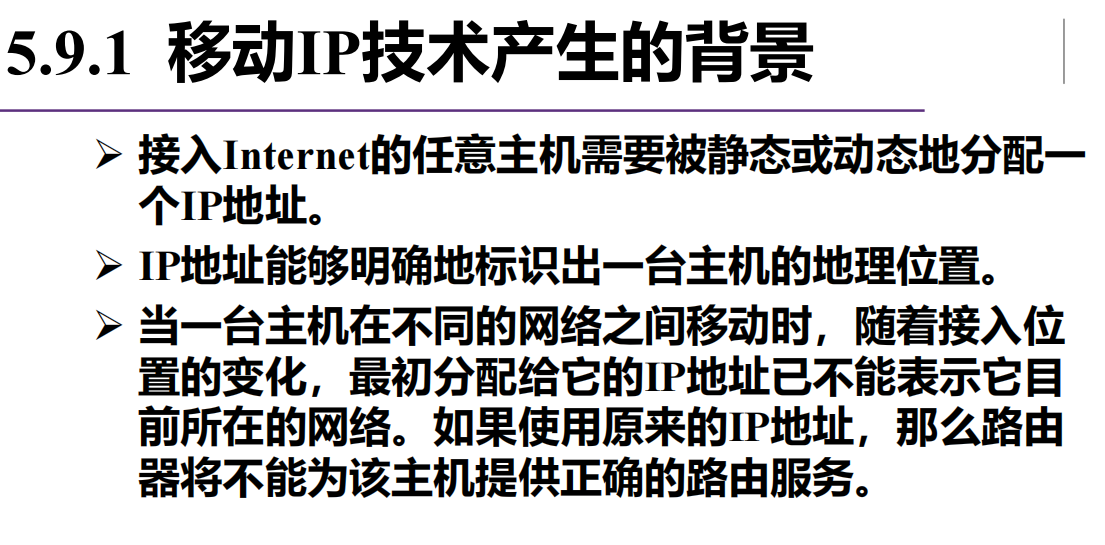 5.9.1 移动IP技术产生的背景
➢ 接入Internet的任意主机需要被静态或动态地分配一
个IP地址。
➢ IP地址能够明确地标识出一台主机的地理位置。
➢ 当一台主机在不同的网络之间移动时，随着接入位
置的变化，最初分配给它的IP地址已不能表示它目
前所在的网络。如果使用原来的IP地址，那么路由
器将不能为该主机提供正确的路由服务。